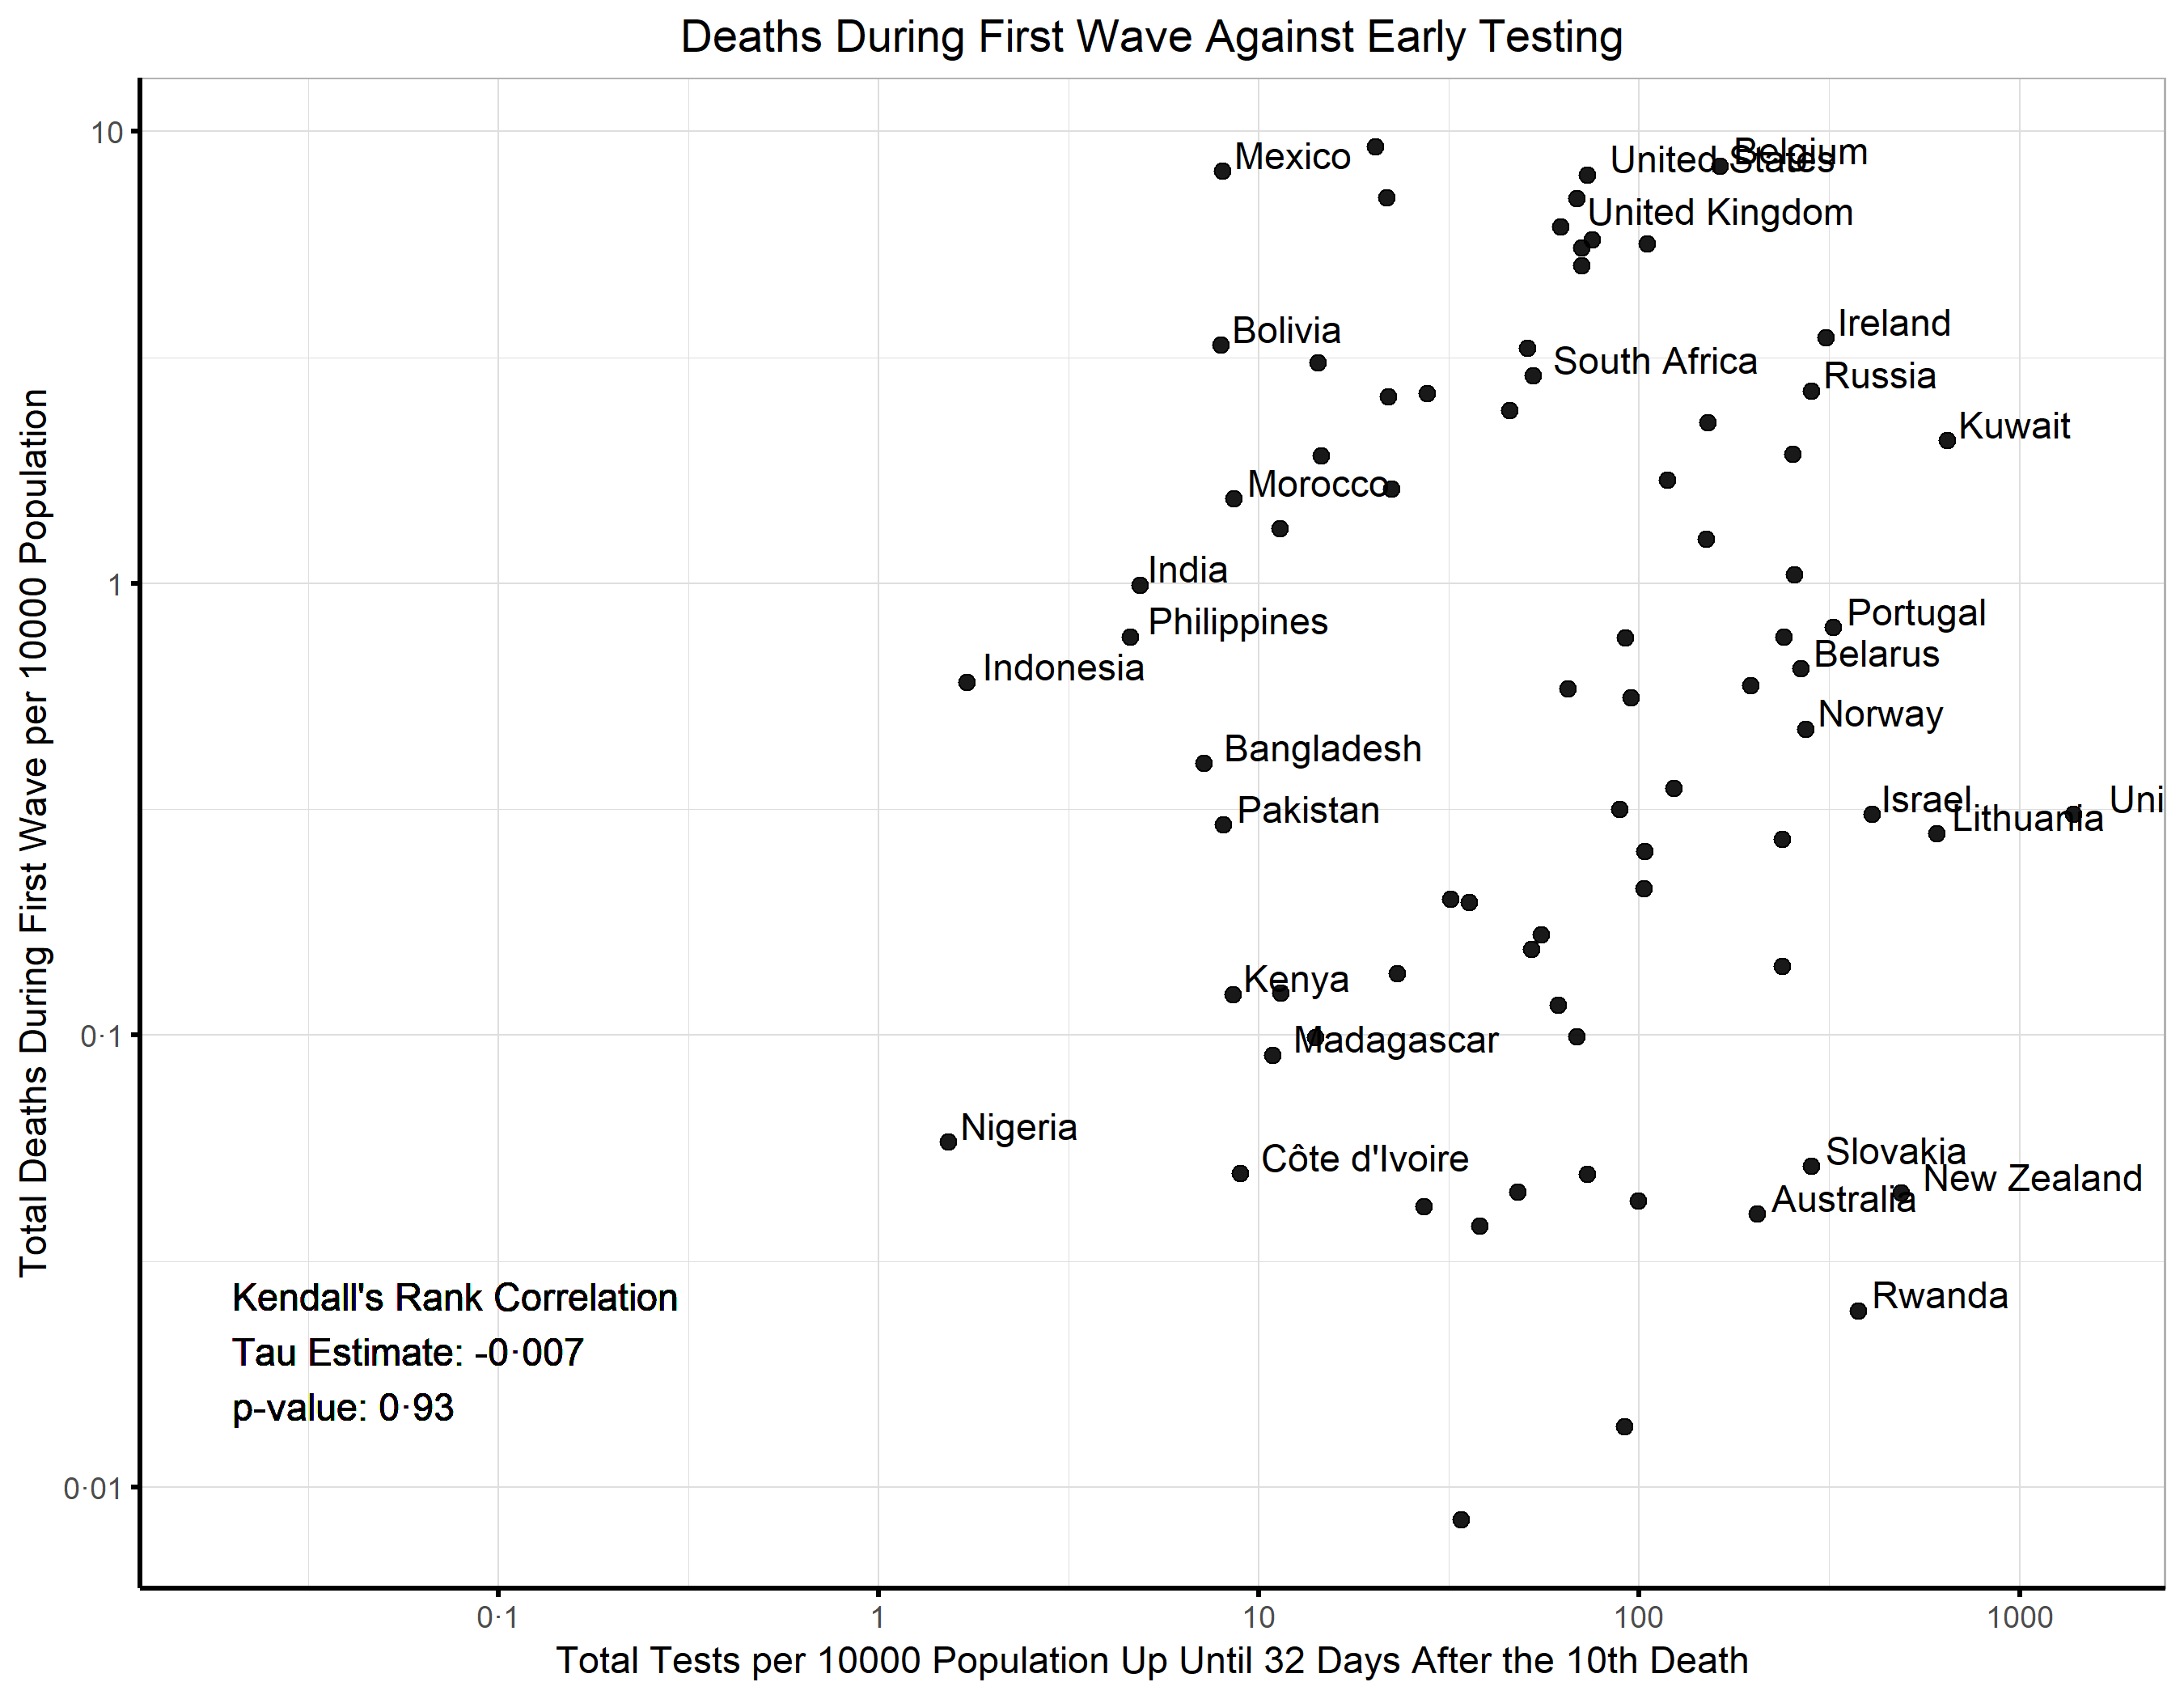 Deaths During First Wave Against Early Testing
Total Deaths During First Wave per 10000 Population
10
1
0·1
0·01
Mexico
United States
Belgium
United Kingdom
Bolivia
Ireland
South Africa
Russia
Kuwait
Morocco
India
Philippines
Portugal
Indonesia
Belarus
Norway
Bangladesh
Pakistan
Israel
Uni
Lithuania
Kenya
Madagascar
Nigeria
Côte d'Ivoire
Slovakia
New Zealand
Australia
Rwanda
Kendall's Rank Correlation
Tau Estimate: -0·007
p-value: 0·93
0·1
1
10
100
1000
Total Tests per 10000 Population Up Until 32 Days After the 10th Death